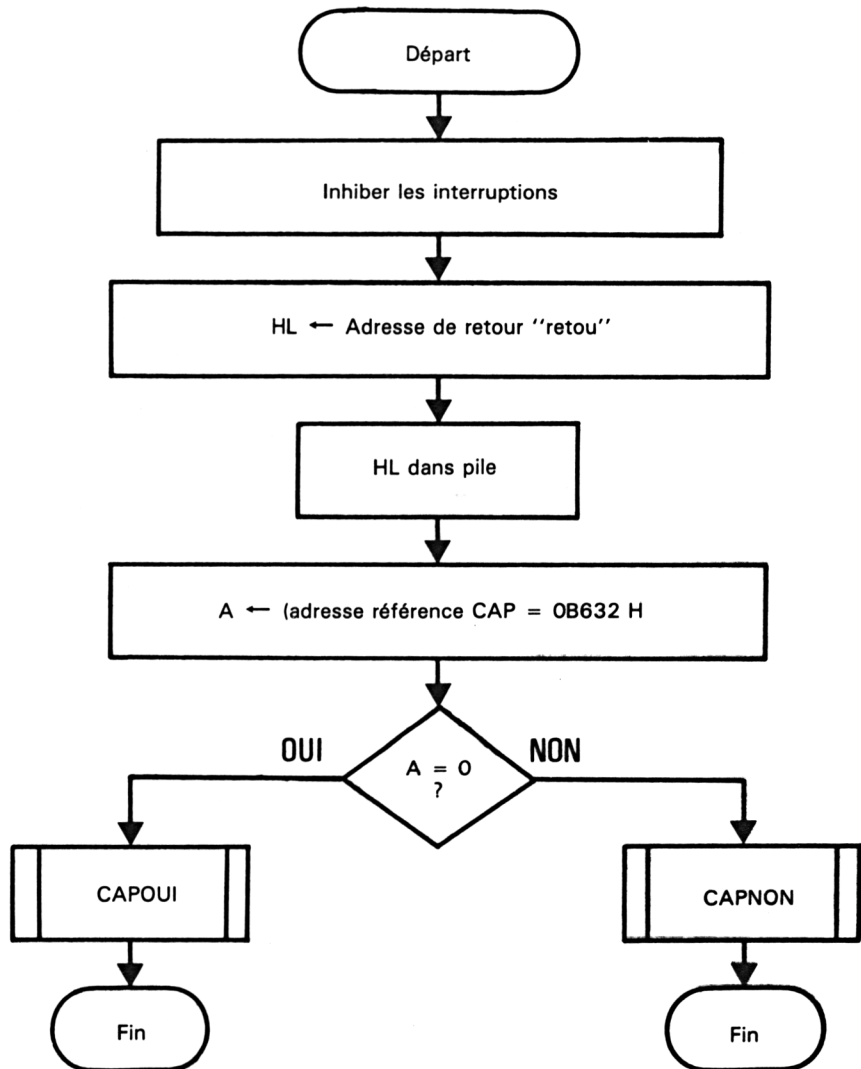 Départ
Inhiber les interruptions
HL ← Adresse de retour ''retou''
HL dans pile
A ← (adresse référence CAP = 0B632 H
OUI
NON
A = 0
?
CAPOUI
CAPNON
Fin
Fin